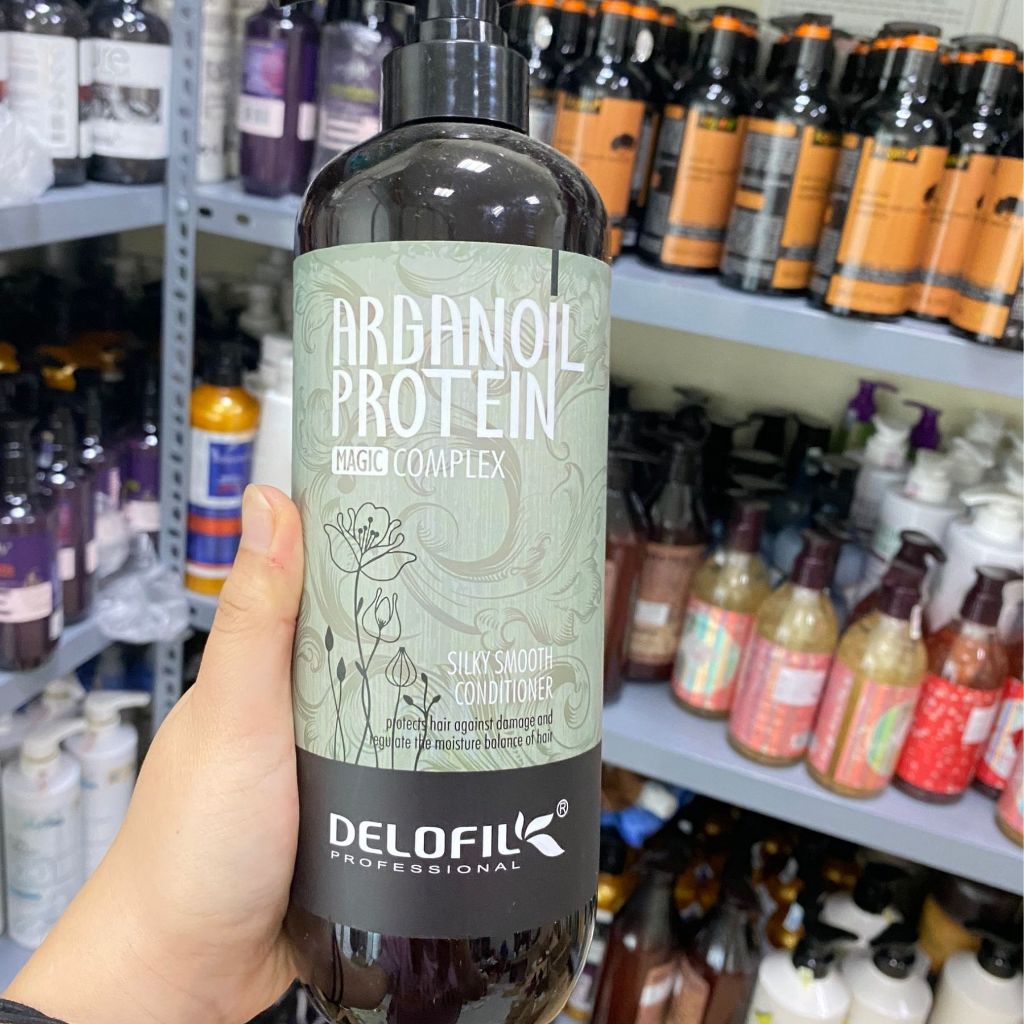 ARGANOIL
PROTEIN
MAGIC COMPLEX
SILKY SMOOTH
CONDITIONER
protects hair against damage and
regulate the moisture balance of hair
DELOFIL®
PROFESSIONAL